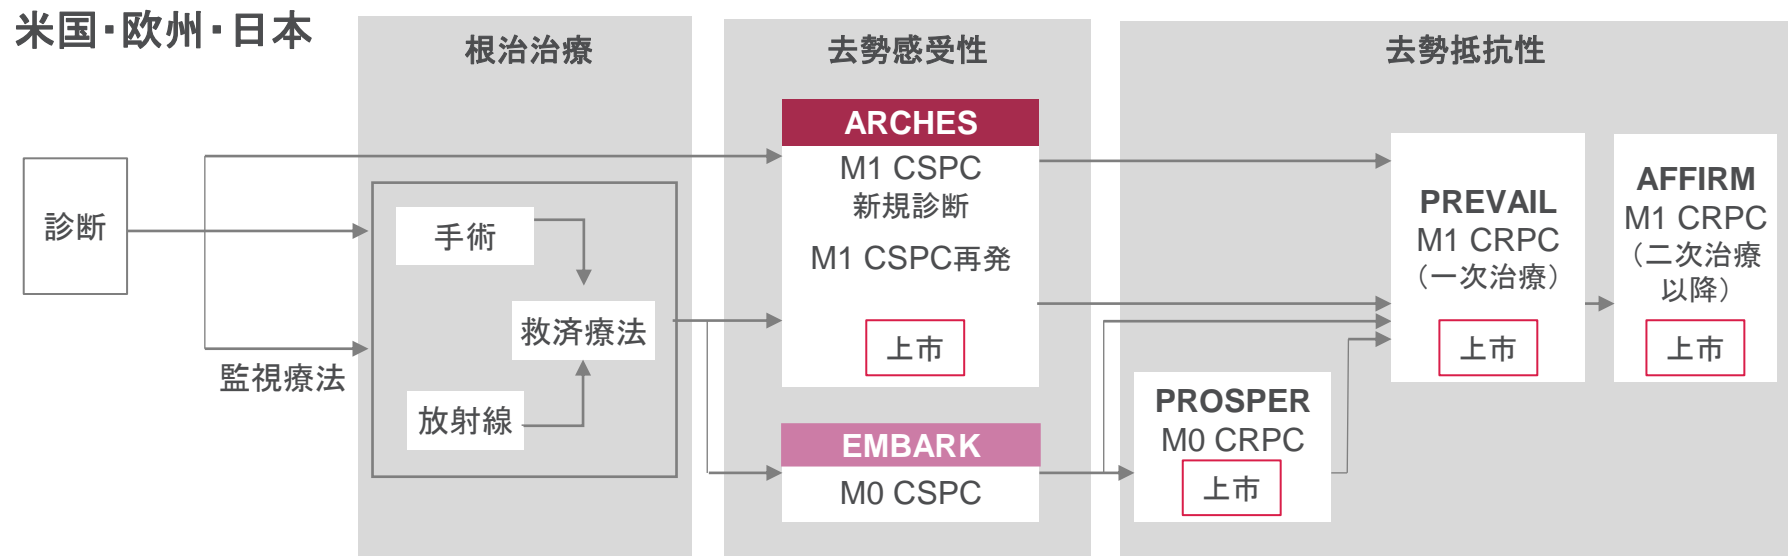 米国・欧州・日本
根治治療
去勢感受性
去勢抵抗性
診断
監視療法
手術
救済療法
放射線
ARCHES
M1 CSPC
新規診断
M1 CSPC再発
上市
EMBARK
M0 CSPC
PROSPER
M0 CRPC
上市
PREVAIL
M1 CRPC
（一次治療）
上市
AFFIRM
M1 CRPC
（二次治療
以降）
上市